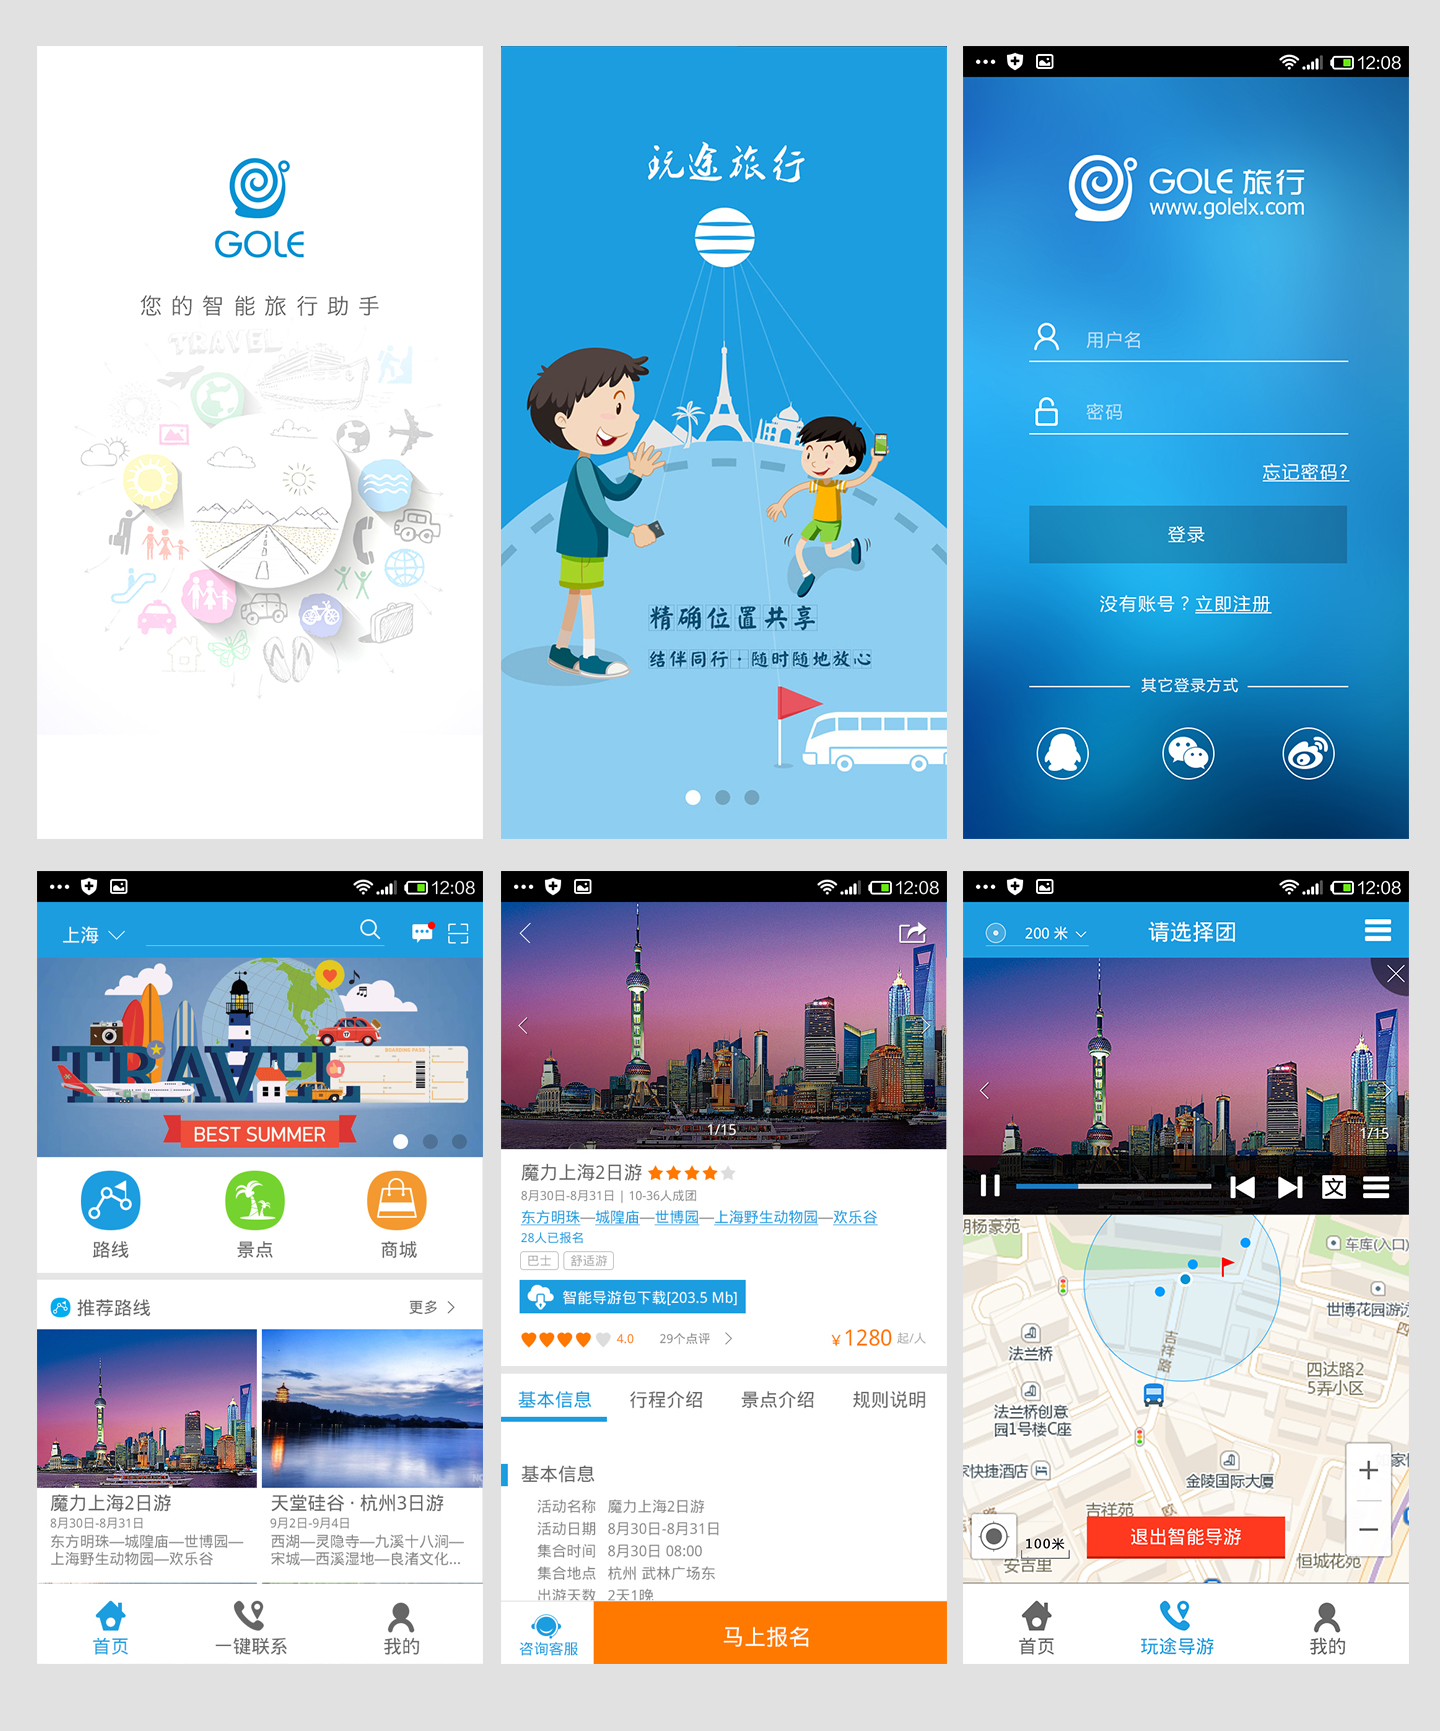 GOLE
您的智能旅行助手
TRAVEL
玩途旅行
精确位置共享
结伴同行·随时随地放心
12:08
GOLE 旅行
www.golelx.com
用户名
密码
忘记密码?
登录
没有账号？立即注册
其它登录方式
12:08
上海
TRAVEL
BOARDING PASS
BEST SUMMER
路线
景点
商城
推荐路线
更多
魔力上海2日游
8月30日-8月31日
东方明珠—城隍庙—世博园—
上海野生动物园—欢乐谷
天堂硅谷·杭州3日游
9月2日-9月4日
西湖—灵隐寺—九溪十八涧—
宋城—西溪湿地—良渚文化...
首页
一键联系
我的
12:08
1/15
魔力上海2日游
8月30日-8月31日 | 10-36人成团
东方明珠—城隍庙—世博园—上海野生动物园—欢乐谷
28人已报名
巴士
舒适游
智能导游包下载[203.5 Mb]
4.0
29个点评
¥1280 起/人
基本信息
行程介绍
景点介绍
规则说明
基本信息
活动名称 魔力上海2日游
活动日期 8月30日-8月31日
集合时间 8月30日 08:00
集合地点 杭州 武林广场东
出游天数 2天1晚
咨询客服
马上报名
12:08
200 米
请选择团
1/15
文
明杨豪苑
车库(入口)
世博花园游泳
法兰桥
吉祥路
四达路2
5弄小区
法兰桥创意
园1号楼C座
家快捷酒店
金陵国际大厦
吉祥苑
退出智能导游
100米
安吉里
恒城花苑
首页
玩途导游
我的